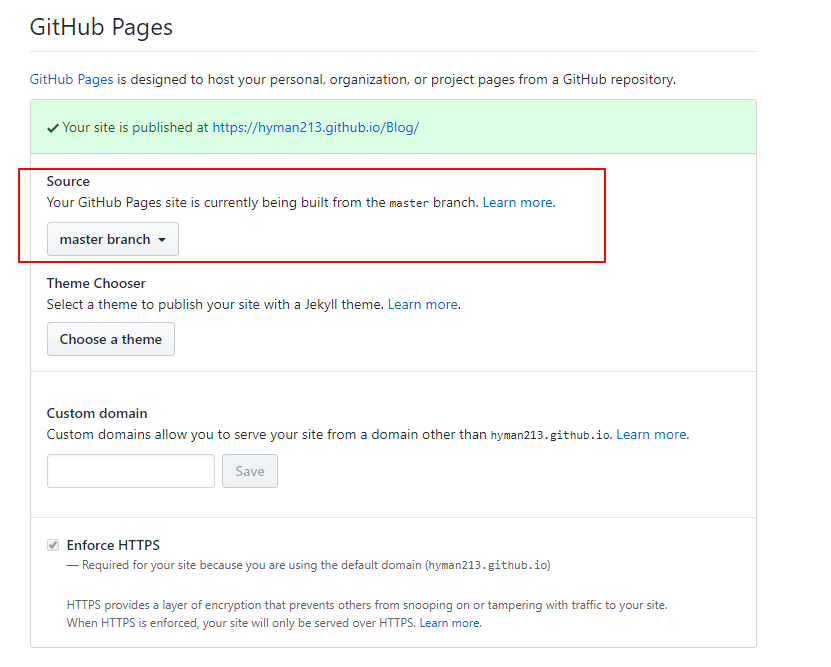 GitHub Pages
GitHub Pages is designed to host your personal, organization, or project pages from a GitHub repository.
Your site is published at https://hyman213.github.io/Blog/
Source
Your GitHub Pages site is currently being built from the master branch. Learn more.
master branch
Theme Chooser
Select a theme to publish your site with a Jekyll theme. Learn more.
Choose a theme
Custom domain
Custom domains allow you to serve your site from a domain other than hyman213.github.io. Learn more.
Save
Enforce HTTPS
— Required for your site because you are using the default domain (hyman213.github.io)
HTTPS provides a layer of encryption that prevents others from snooping on or tampering with traffic to your site.
When HTTPS is enforced, your site will only be served over HTTPS. Learn more.